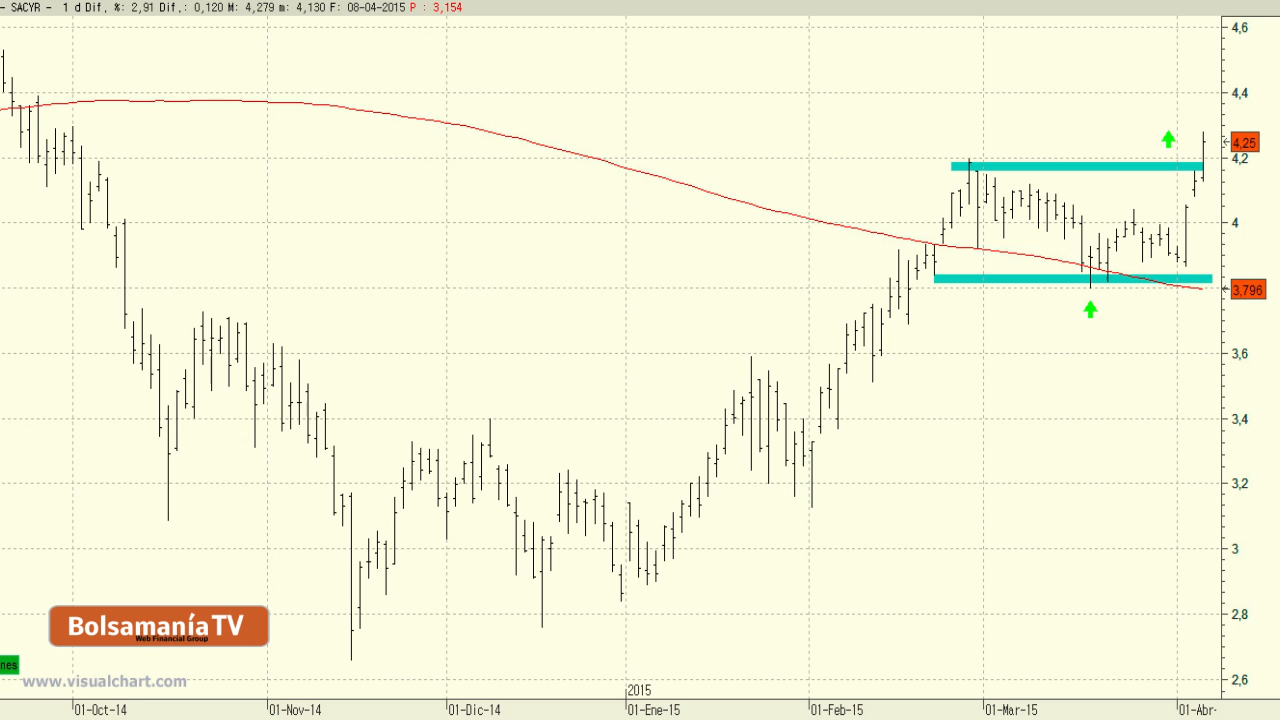 - SACYR - 1 d Dif. %: 2,91 Dif.: 0,120 M: 4,279 m: 4,130 F: 08-04-2015 P : 3,154
4,6
4,4
4,25
4,2
4
3,796
3,6
3,4
3,2
3
2,8
2,6
Bolsamanía TV
Web Financial Group
nes
www.visualchart.com
2015
01-Oct-14
01-Nov-14
01-Dic-14
01-Ene-15
01-Feb-15
01-Mar-15
01-Abr-